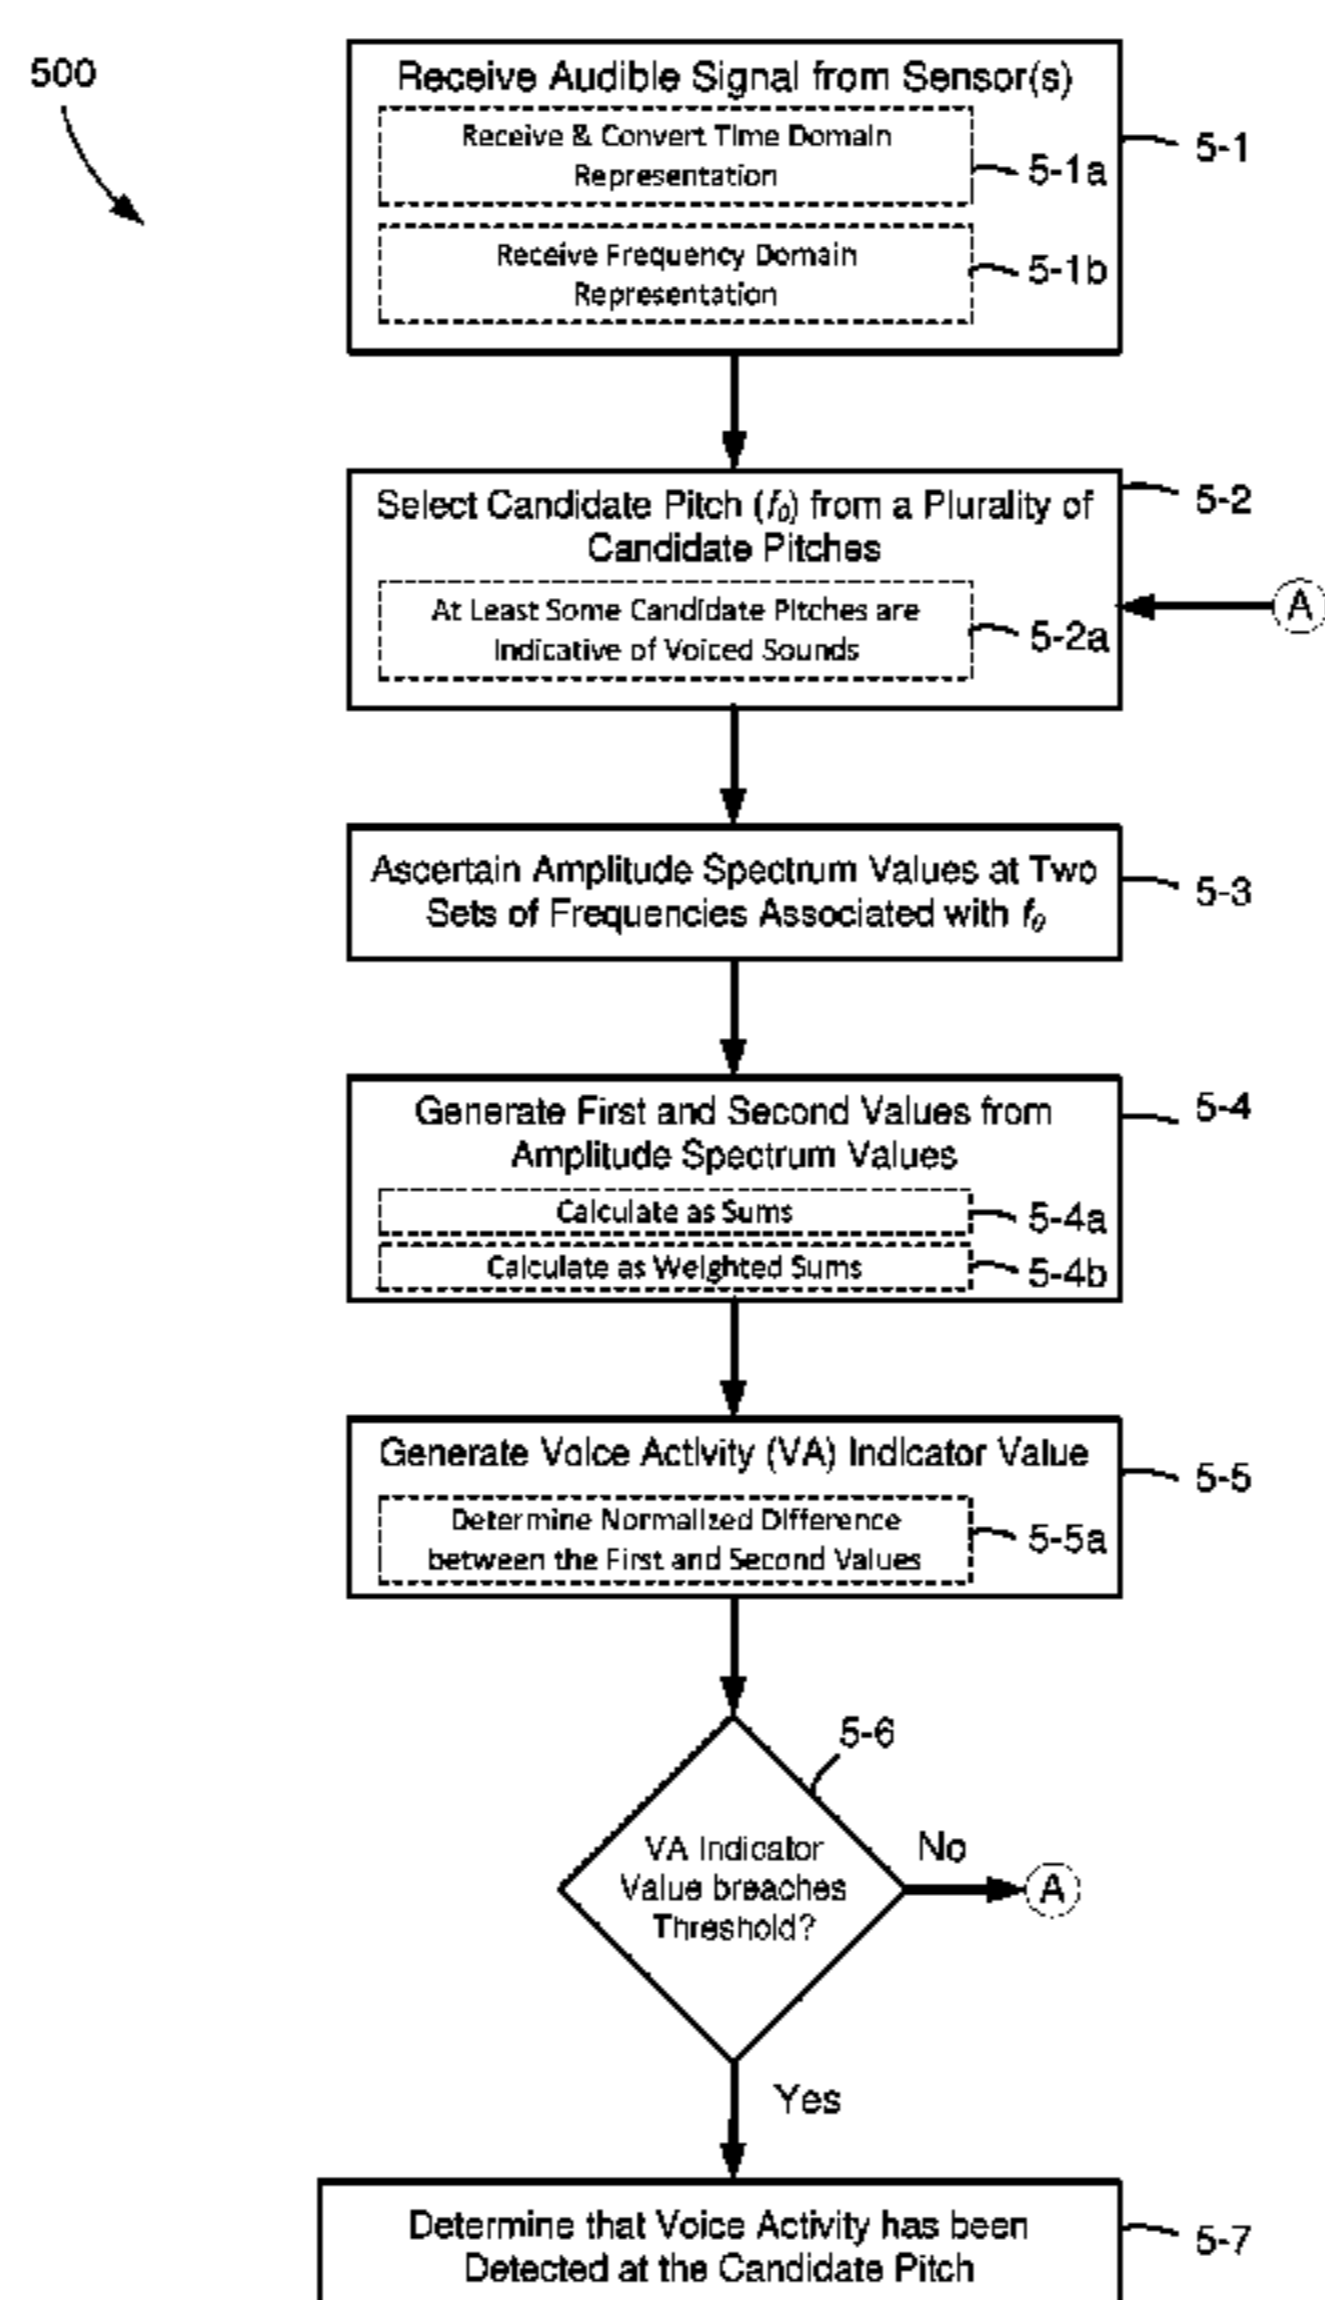 500
Receive Audible Signal from Sensor(s)
5-1
Receive & Convert Time Domain
Representation
5-1a
Receive Frequency Domain
Representation
5-1b
Select Candidate Pitch (f0) from a Plurality of
Candidate Pitches
5-2
At Least Some Candidate Pitches are
Indicative of Voiced Sounds
5-2a
A
Ascertain Amplitude Spectrum Values at Two
Sets of Frequencies Associated with f0
5-3
Generate First and Second Values from
Amplitude Spectrum Values
5-4
Calculate as Sums
5-4a
Calculate as Weighted Sums
5-4b
Generate Voice Activity (VA) Indicator Value
5-5
Determine Normalized Difference
between the First and Second Values
5-5a
5-6
VA Indicator
Value breaches
Threshold?
No
A
Yes
Determine that Voice Activity has been
Detected at the Candidate Pitch
5-7